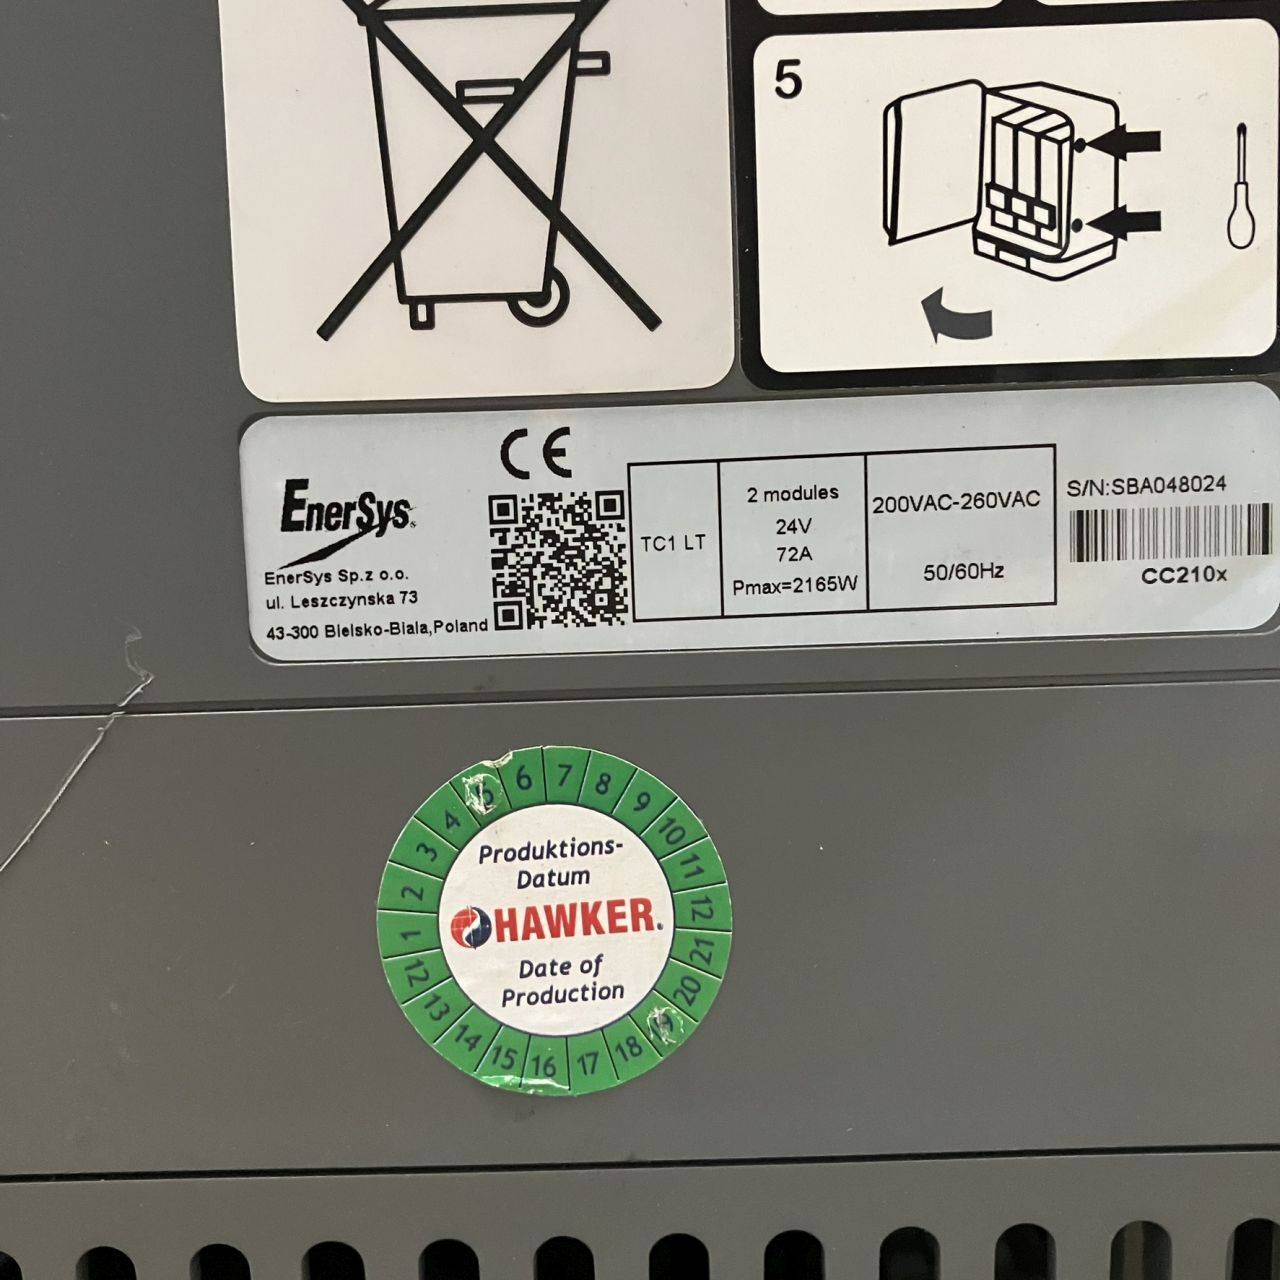 5
CE
EnerSys
EnerSys Sp.z o.o.
ul. Leszczynska 73
43-300 Bielsko-Biala,Poland
TC1 LT
2 modules
24V
72A
Pmax=2165W
200VAC-260VAC
50/60Hz
S/N:SBA048024
CC210x
1 2 3 4 5 6 7 8 9 10 11 12
Produktions-
Datum
HAWKER.
Date of
Production
12 13 14 15 16 17 18 19 20 21